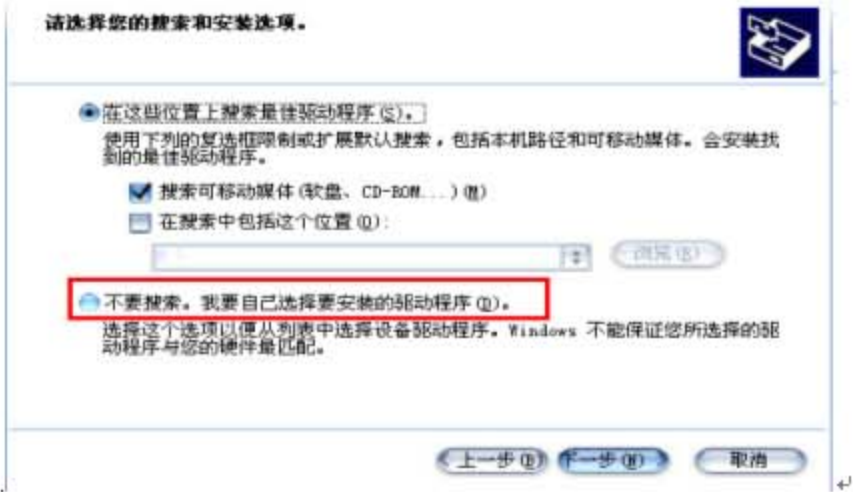 请选择您的搜索和安装选项。
在这些位置上搜索最佳驱动程序(S)。
使用下列的复选框限制或扩展默认搜索，包括本机路径和可移动媒体。会安装找
到的最佳驱动程序。
搜索可移动媒体(软盘、CD-ROM...)(M)
在搜索中包括这个位置(O):
浏览(R)
不要搜索。我要自己选择要安装的驱动程序(D)。
选择这个选项以便从列表中选择设备驱动程序。Windows 不能保证您所选择的驱
动程序与您的硬件最匹配。
上一步(B) 下一步(N) 取消